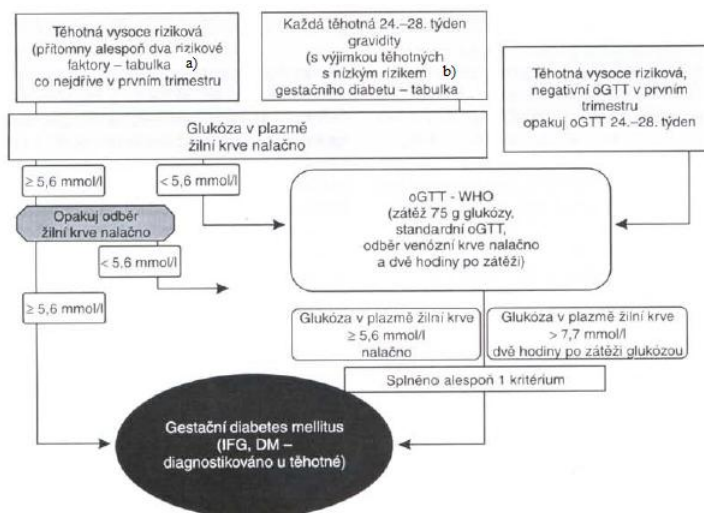 Těhotná vysoce riziková
(přítomny alespoň dva rizikové
faktory – tabulka a)
co nejdříve v prvním trimestru
Každá těhotná 24.–28. týden
gravidity
(s výjimkou těhotných
s nízkým rizikem b)
gestačního diabetu – tabulka
Těhotná vysoce riziková,
negativní oGTT v prvním
trimestru
opakuj oGTT 24.–28. týden
Glukóza v plazmě
žilní krve nalačno
≥ 5,6 mmol/l
< 5,6 mmol/l
Opakuj odběr
žilní krve nalačno
< 5,6 mmol/l
≥ 5,6 mmol/l
oGTT - WHO
(zátěž 75 g glukózy,
standardní oGTT,
odběr venózní krve nalačno
a dvě hodiny po zátěži)
Glukóza v plazmě žilní krve
≥ 5,6 mmol/l
nalačno
Glukóza v plazmě žilní krve
> 7,7 mmol/l
dvě hodiny po zátěži glukózou
Splněno alespoň 1 kritérium
Gestační diabetes mellitus
(IFG, DM –
diagnostikováno u těhotné)